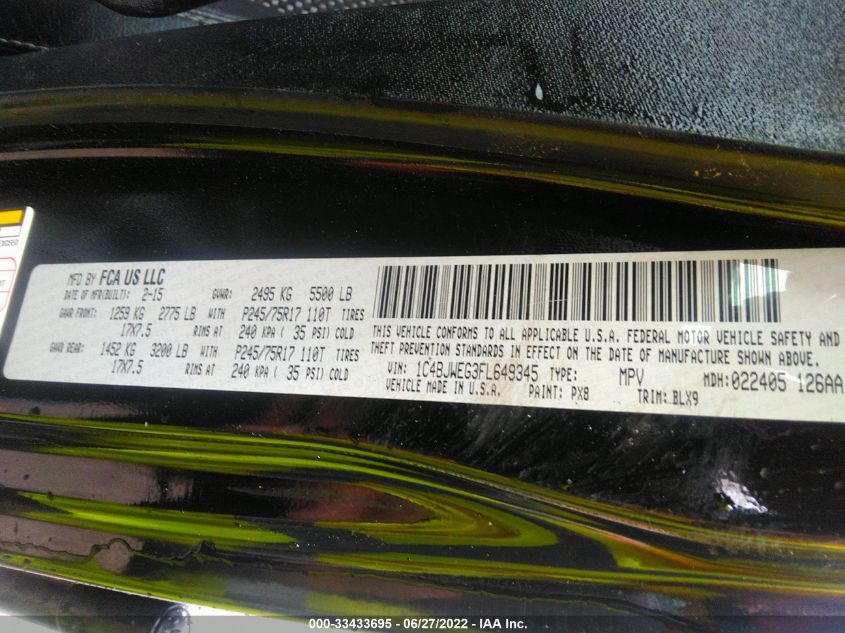 EXPOSED
MFD BY FCA US LLC
DATE OF MFR(BUILT): 2-15 GVWR: 2495 KG 5500 LB
GAWR FRONT: 1259 KG 2775 LB WITH P245/75R17 110T TIRES
17X7.5 RIMS AT 240 KPA ( 35 PSI) COLD
GAWR REAR: 1452 KG 3200 LB WITH P245/75R17 110T TIRES
17X7.5 RIMS AT 240 KPA ( 35 PSI) COLD
THIS VEHICLE CONFORMS TO ALL APPLICABLE U.S.A. FEDERAL MOTOR VEHICLE SAFETY AND
THEFT PREVENTION STANDARDS IN EFFECT ON THE DATE OF MANUFACTURE SHOWN ABOVE.
VIN: 1C4BJWEG3FL649345 TYPE: MPV MDH: 022405 126AA
VEHICLE MADE IN U.S.A. PAINT: PX8 TRIM: BLX9
000-33433695 - 06/27/2022 - IAA Inc.